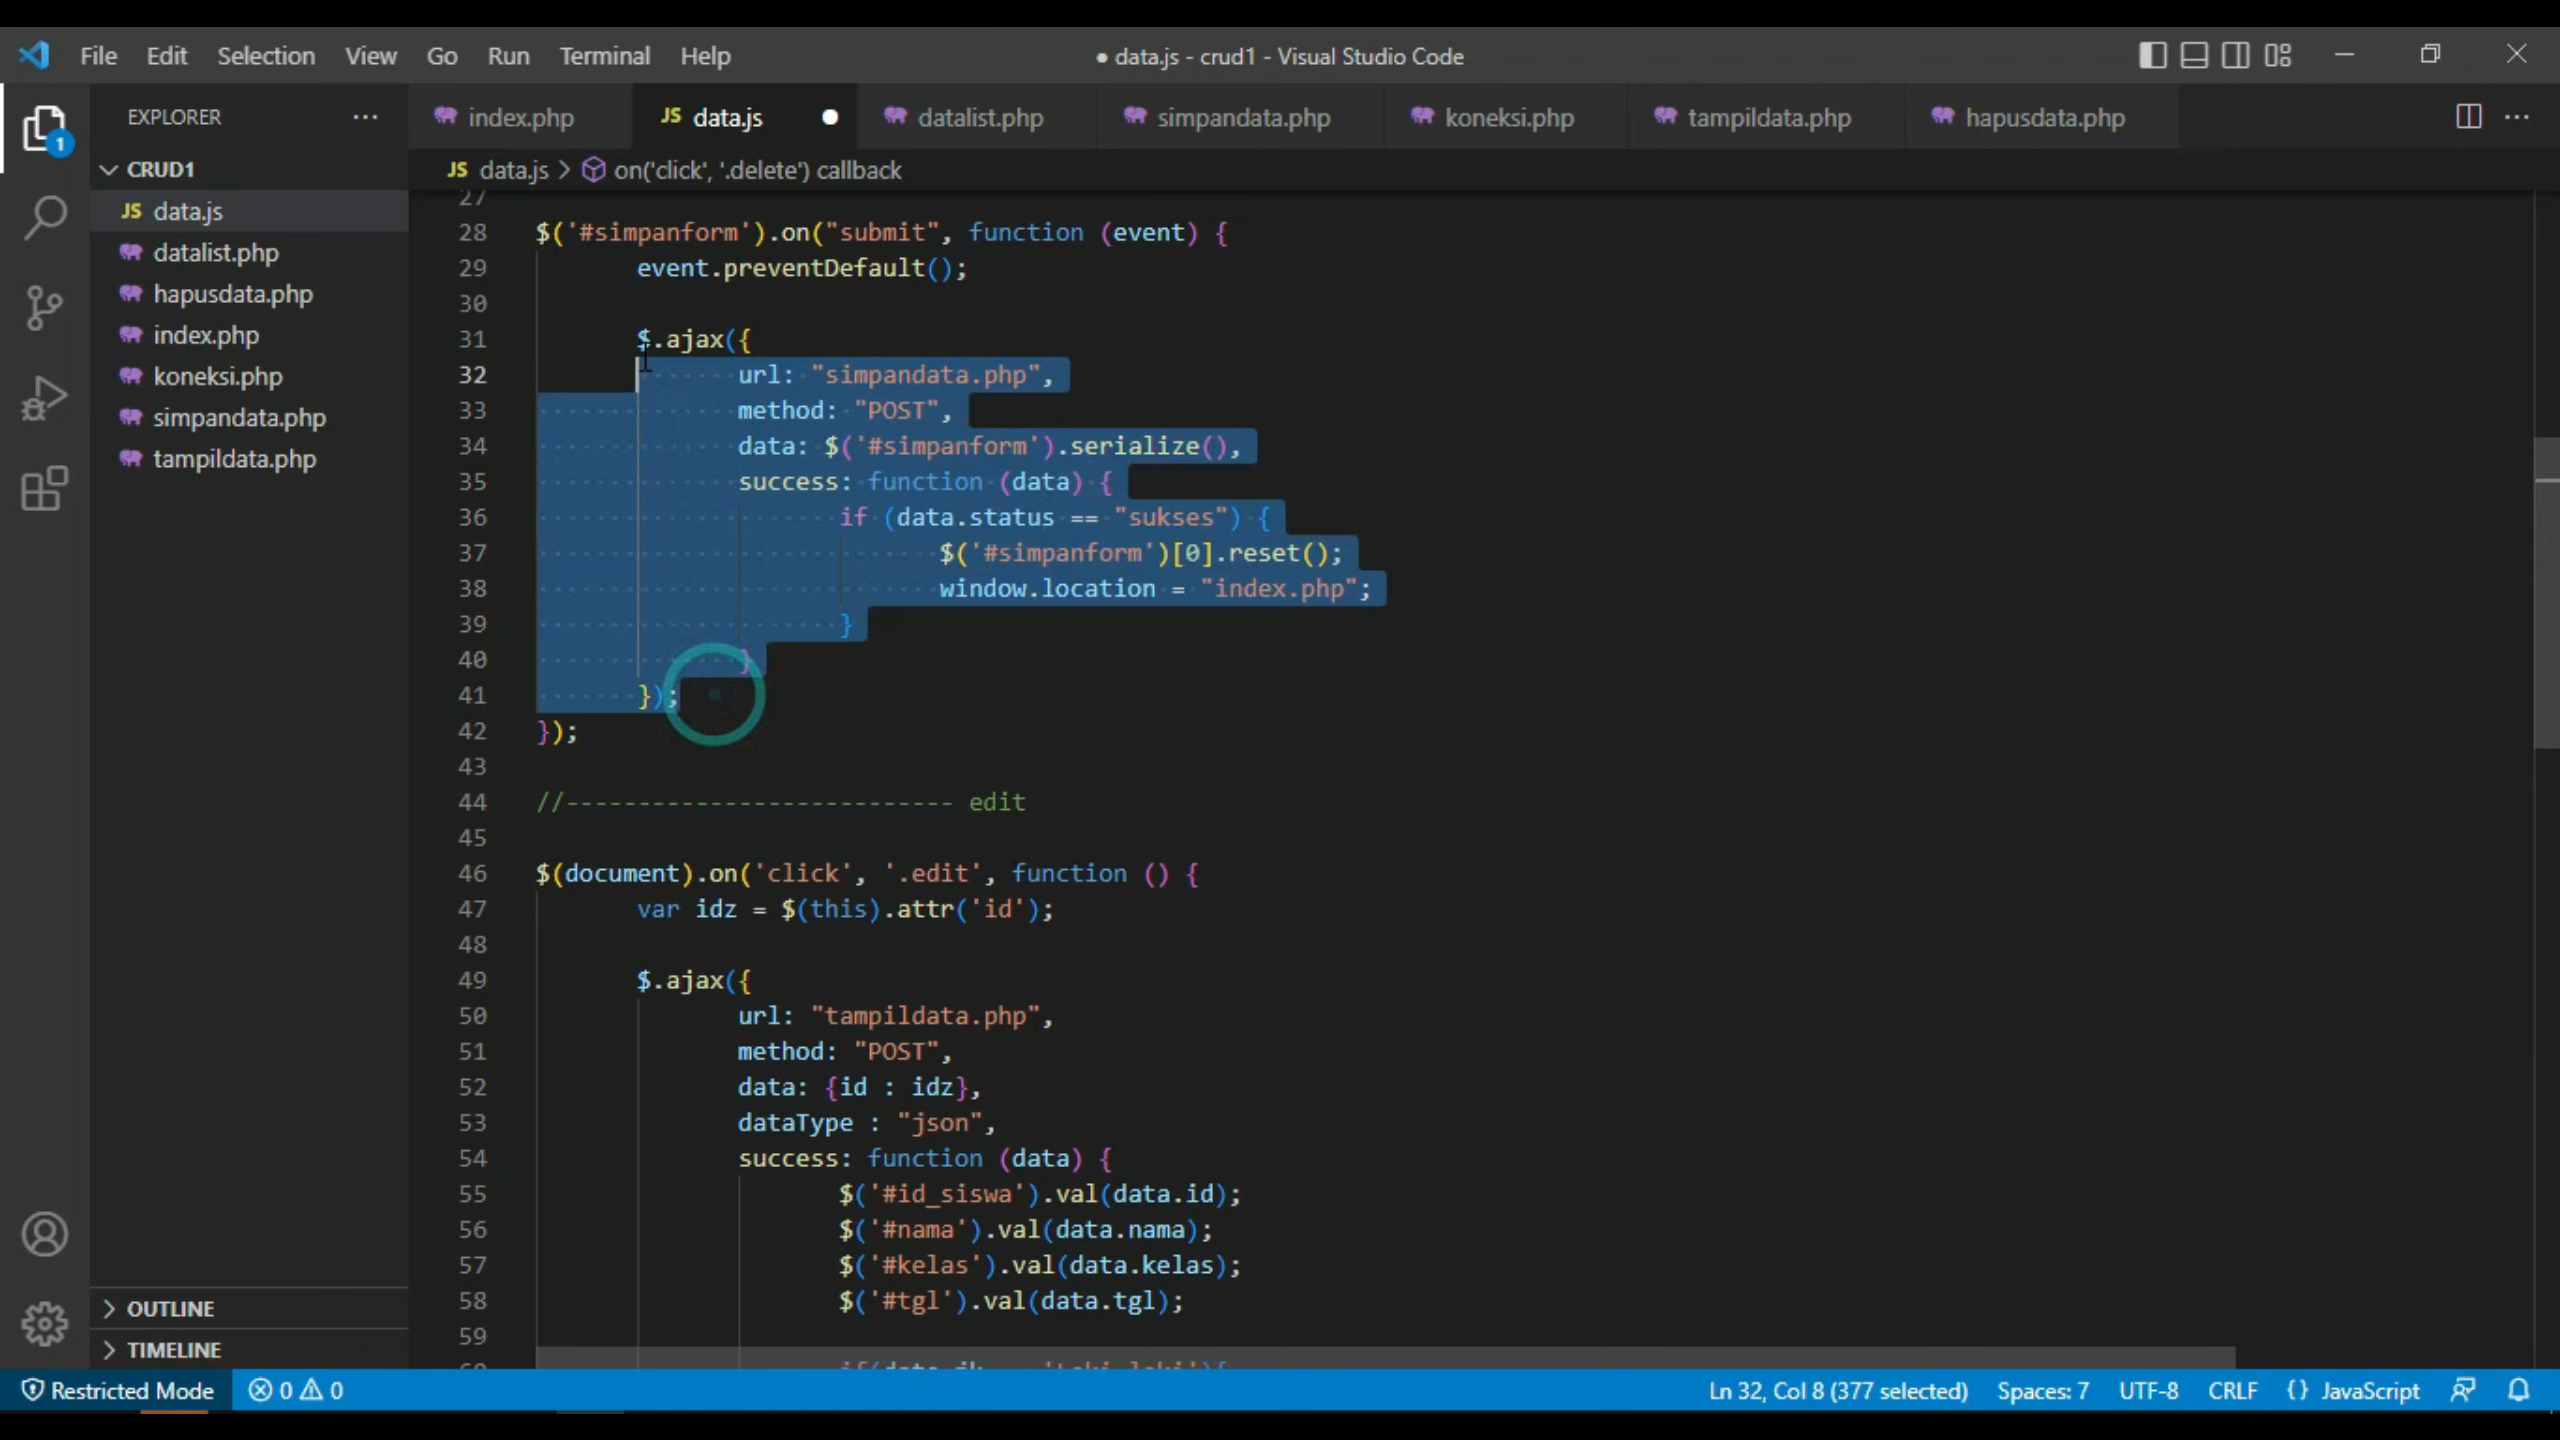 File Edit Selection View Go Run Terminal Help
● data.js - crud1 - Visual Studio Code
1
EXPLORER
CRUD1
JS data.js
datalist.php
hapusdata.php
index.php
koneksi.php
simpandata.php
tampildata.php
OUTLINE
TIMELINE
index.php JS data.js datalist.php simpandata.php koneksi.php tampildata.php hapusdata.php
JS data.js > on('click', '.delete') callback
27
28 $('#simpanform').on("submit", function (event) {
29 event.preventDefault();
30
31 $.ajax({
32 url: "simpandata.php",
33 method: "POST",
34 data: $('#simpanform').serialize(),
35 success: function (data) {
36 if (data.status == "sukses") {
37 $('#simpanform')[0].reset();
38 window.location = "index.php";
39 }
40 }
41 });
42 });
43
44 //--------------------------- edit
45
46 $(document).on('click', '.edit', function () {
47 var idz = $(this).attr('id');
48
49 $.ajax({
50 url: "tampildata.php",
51 method: "POST",
52 data: {id : idz},
53 dataType : "json",
54 success: function (data) {
55 $('#id_siswa').val(data.id);
56 $('#nama').val(data.nama);
57 $('#kelas').val(data.kelas);
58 $('#tgl').val(data.tgl);
59
Restricted Mode 0 0 Ln 32, Col 8 (377 selected) Spaces: 7 UTF-8 CRLF {} JavaScript